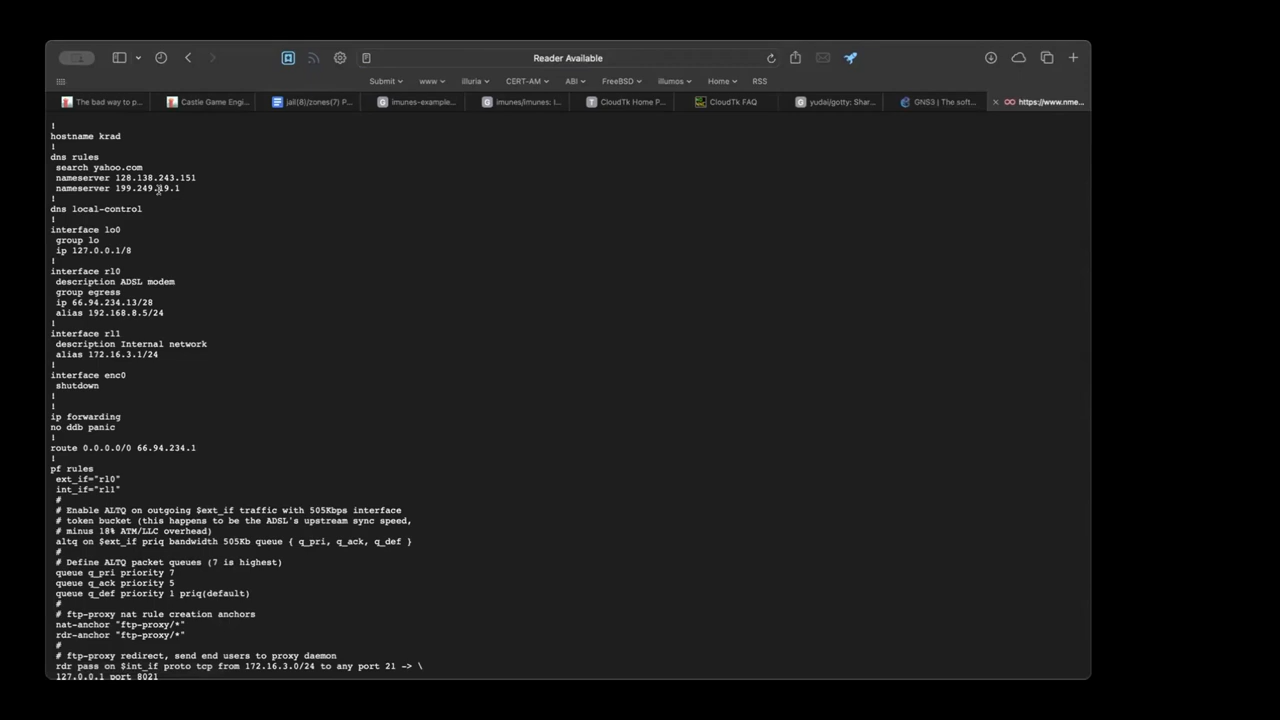 Reader Available
Submit
www
illuria
CERT-AM
ABI
FreeBSD
illumos
Home
RSS
The bad way to p...
Castle Game Engi...
jail(8)/zones(7) P...
imunes-example...
imunes/imunes: I...
CloudTk Home P...
CloudTk FAQ
yudai/gotty: Shar...
GNS3 | The soft...
https://www.nme...
!
hostname krad
!
dns rules
search yahoo.com
nameserver 128.138.243.151
nameserver 199.249.19.1
!
dns local-control
!
interface lo0
group lo
ip 127.0.0.1/8
!
interface rl0
description ADSL modem
group egress
ip 66.94.234.13/28
alias 192.168.8.5/24
!
interface rl1
description Internal network
alias 172.16.3.1/24
!
interface enc0
shutdown
!
!
ip forwarding
no ddb panic
!
route 0.0.0.0/0 66.94.234.1
!
pf rules
ext_if="rl0"
int_if="rl1"
#
# Enable ALTQ on outgoing $ext_if traffic with 505Kbps interface
# token bucket (this happens to be the ADSL's upstream sync speed,
# minus 18% ATM/LLC overhead)
altq on $ext_if priq bandwidth 505Kb queue { q_pri, q_ack, q_def }
#
# Define ALTQ packet queues (7 is highest)
queue q_pri priority 7
queue q_ack priority 5
queue q_def priority 1 priq(default)
#
# ftp-proxy nat rule creation anchors
nat-anchor "ftp-proxy/*"
rdr-anchor "ftp-proxy/*"
#
# ftp-proxy redirect, send end users to proxy daemon
rdr pass on $int_if proto tcp from 172.16.3.0/24 to any port 21 -> \
127.0.0.1 port 8021